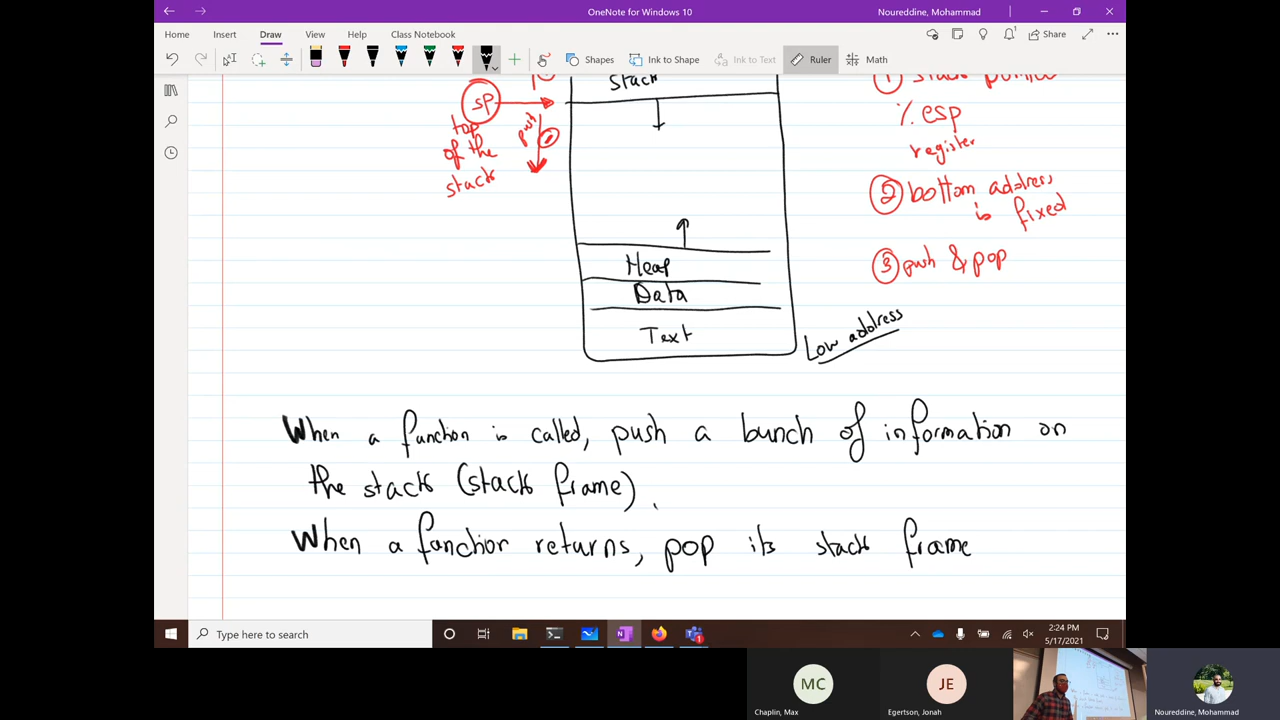 OneNote for Windows 10
Noureddine, Mohammad
Home Insert Draw View Help Class Notebook
Share
Shapes Ink to Shape Ink to Text Ruler Math
stack
① stack pointer
% esp
register
sp
top
of the
stack
push
② bottom address
is fixed
③ push & pop
Heap
Data
Text
Low address
When a function is called, push a bunch of information on
the stack (stack frame).
When a function returns, pop its stack frame
Type here to search
2:24 PM
5/17/2021
MC
JE
Chaplin, Max
Egertson, Jonah
Noureddine, Mohammad